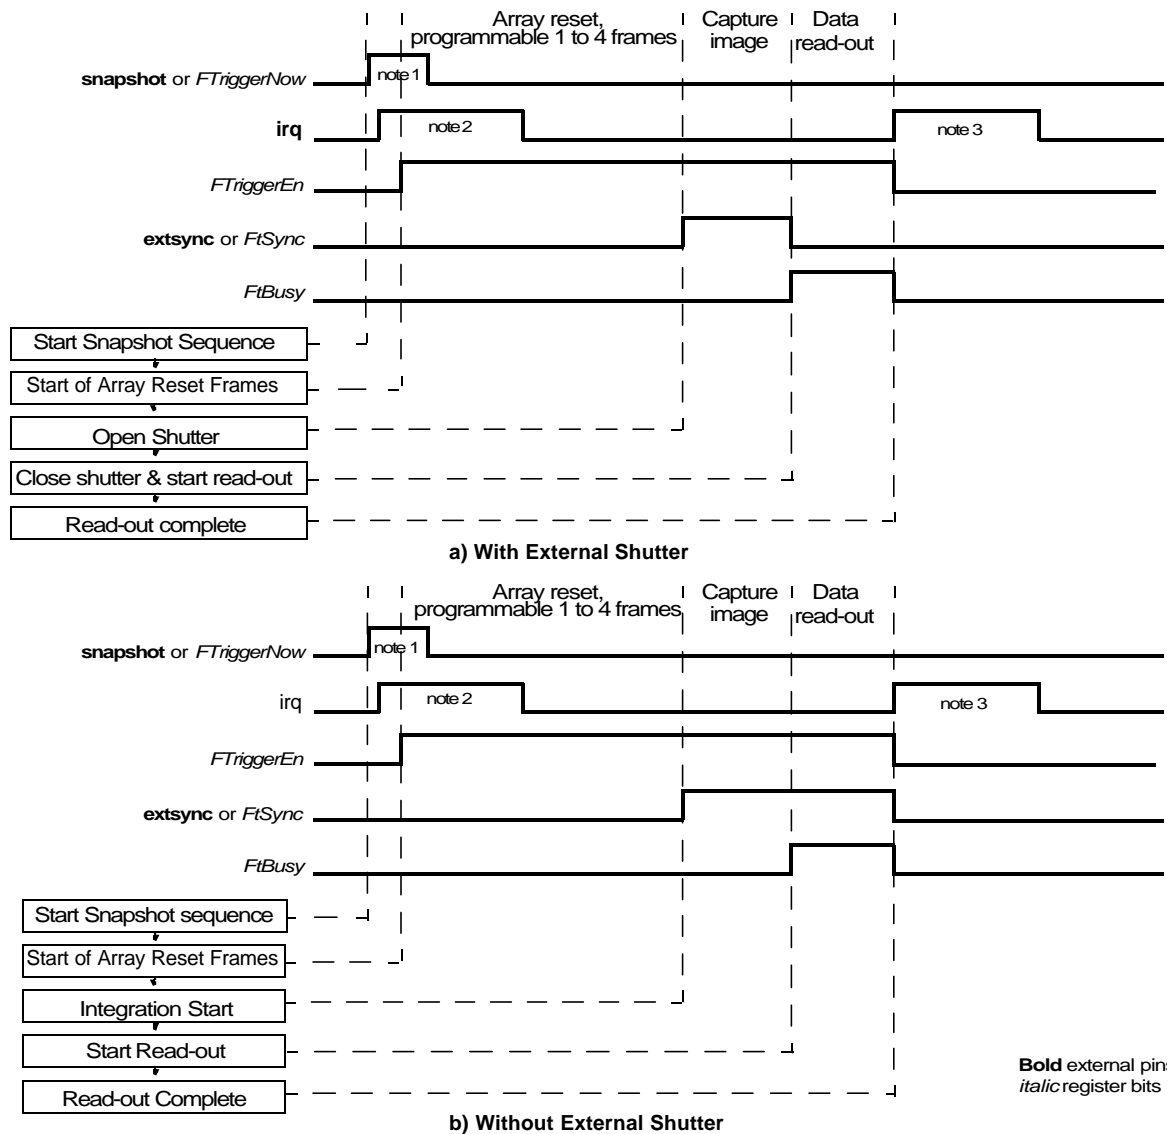 Array reset,
programmable 1 to 4 frames
Capture
image
Data
read-out
snapshot or FTriggerNow
note 1
irq
note 2
note 3
FTriggerEn
extsync or FtSync
FtBusy
Start Snapshot Sequence
Start of Array Reset Frames
Open Shutter
Close shutter & start read-out
Read-out complete
a) With External Shutter
Array reset,
programmable 1 to 4 frames
Capture
image
Data
read-out
snapshot or FTriggerNow
note 1
irq
note 2
note 3
FTriggerEn
extsync or FtSync
FtBusy
Start Snapshot sequence
Start of Array Reset Frames
Integration Start
Start Read-out
Read-out Complete
Bold external pins
italic register bits
b) Without External Shutter